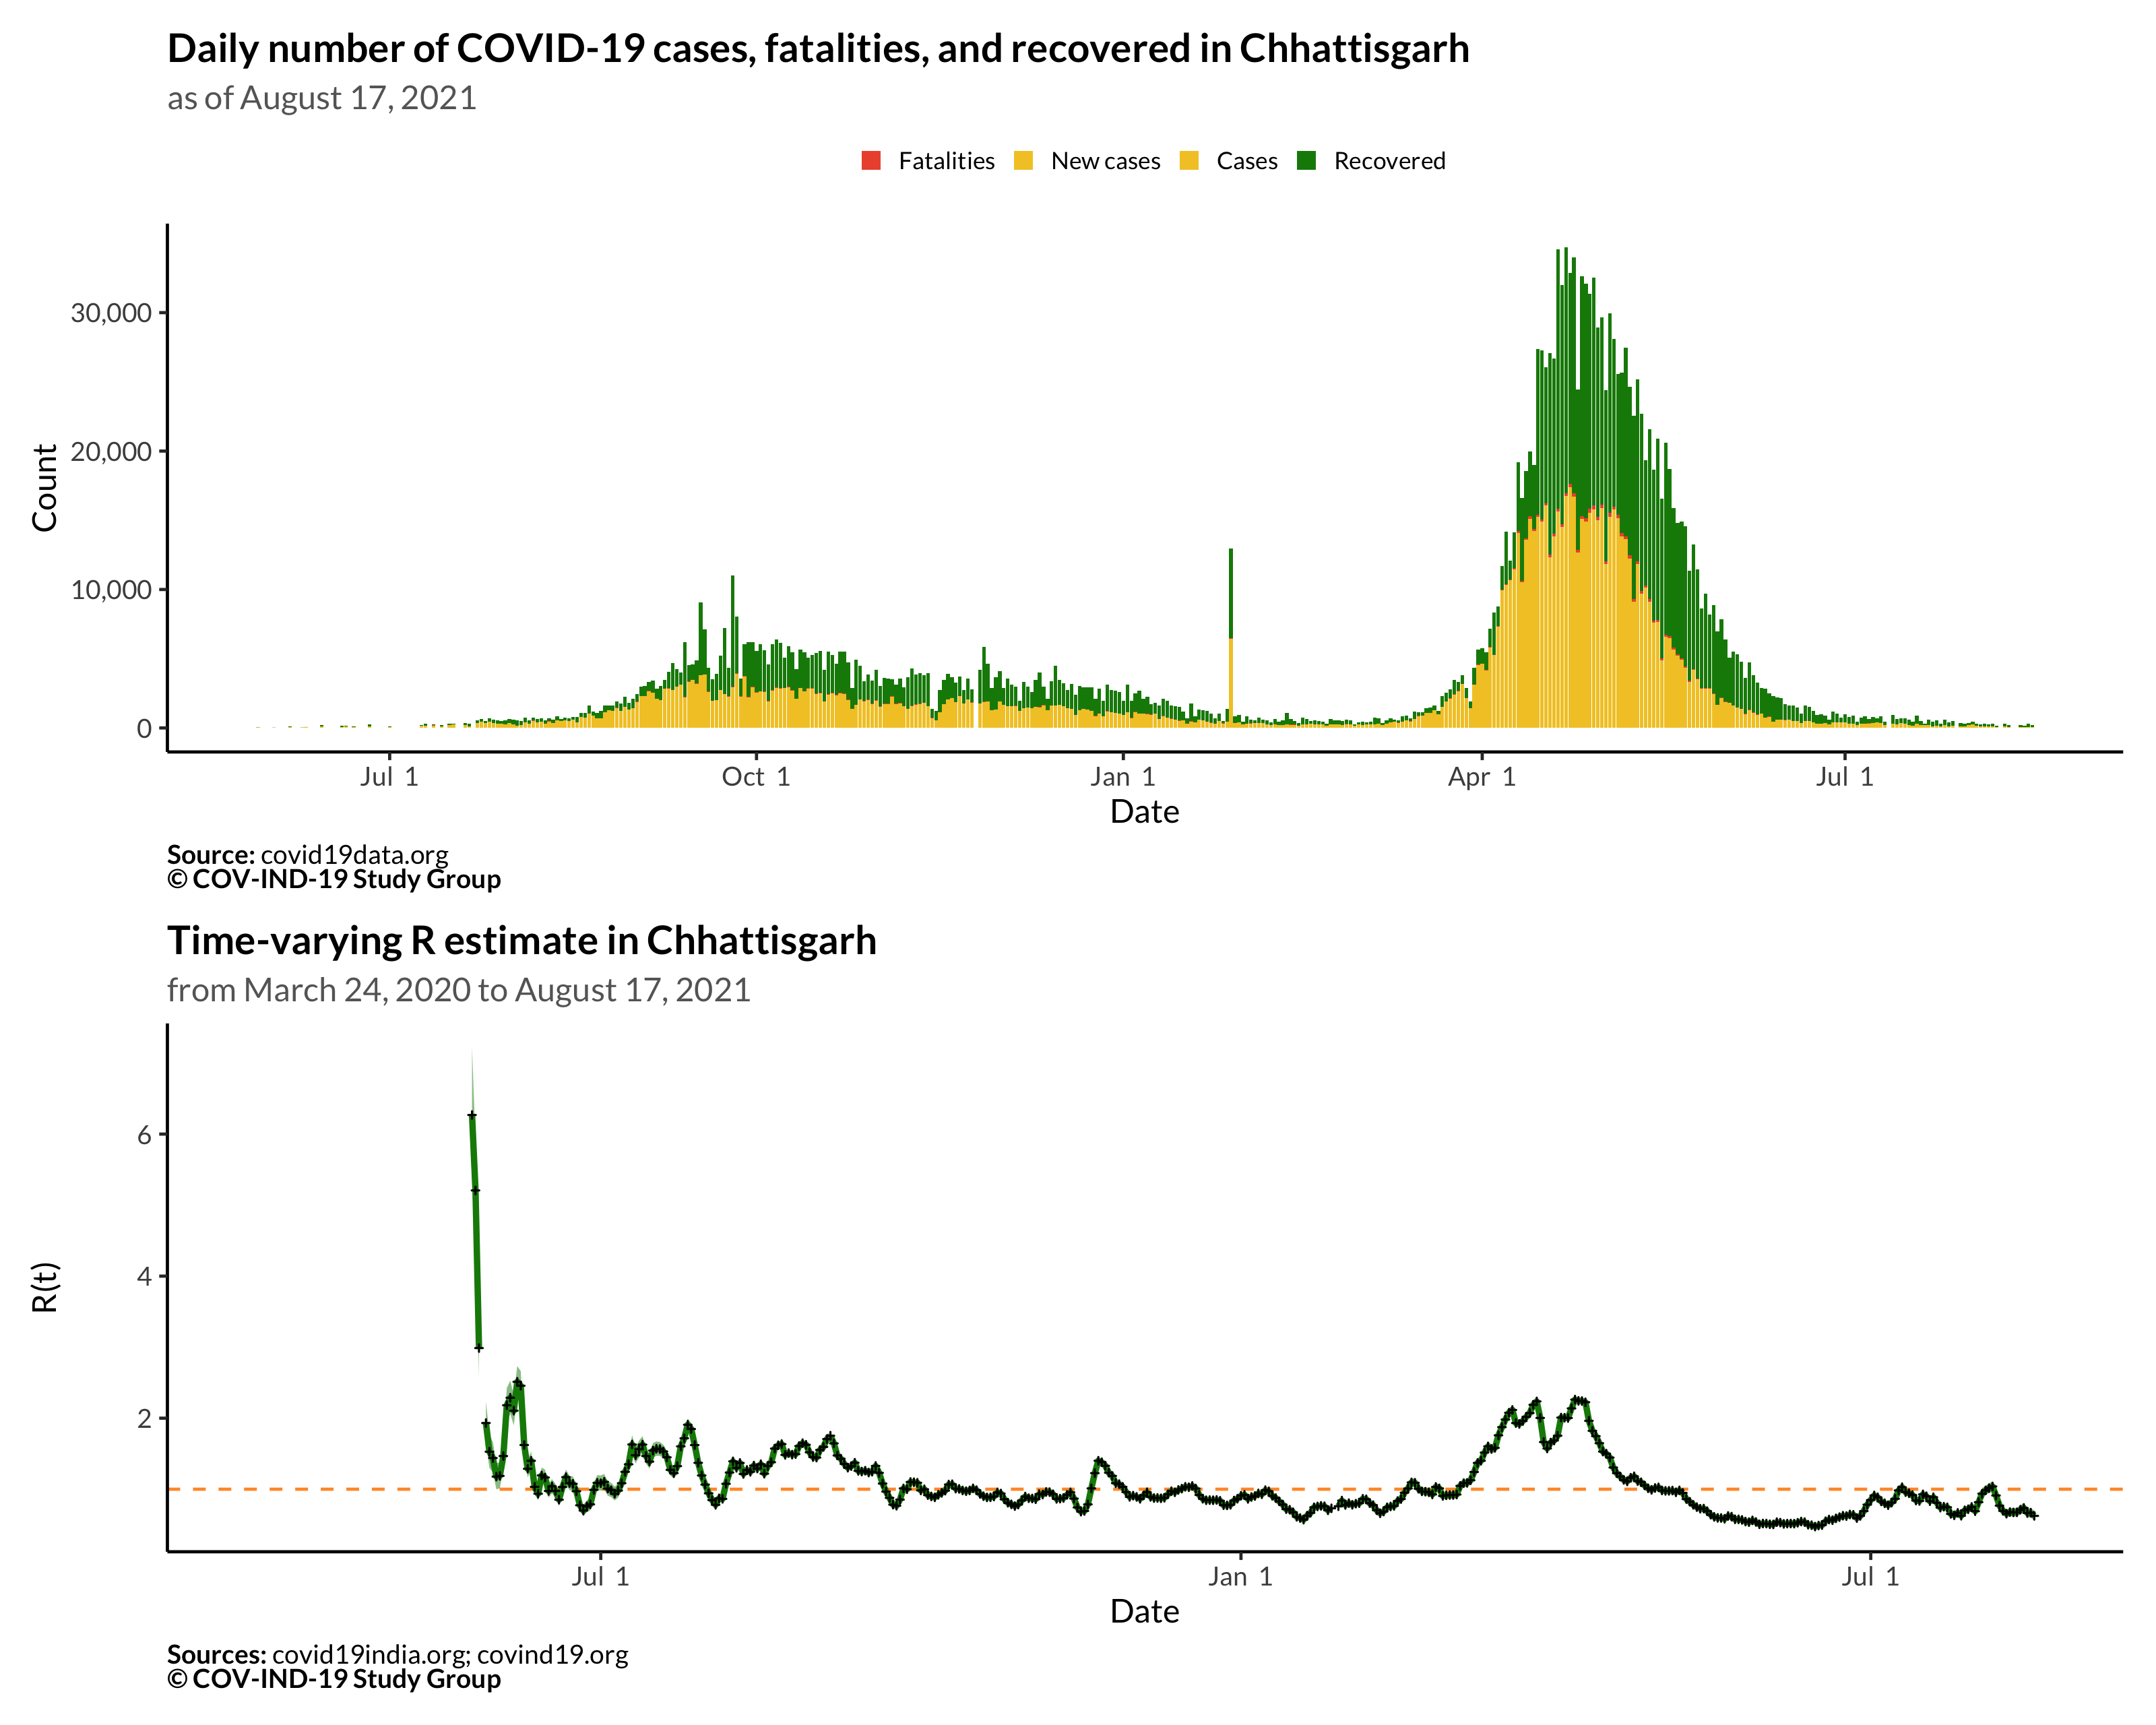 Daily number of COVID-19 cases, fatalities, and recovered in Chhattisgarh
as of August 17, 2021
Fatalities New cases Cases Recovered
Count
30,000
20,000
10,000
0
Jul 1 Oct 1 Jan 1 Apr 1 Jul 1
Date
Source: covid19data.org
© COV-IND-19 Study Group
Time-varying R estimate in Chhattisgarh
from March 24, 2020 to August 17, 2021
R(t)
6
4
2
Jul 1 Jan 1 Jul 1
Date
Sources: covid19india.org; covind19.org
© COV-IND-19 Study Group